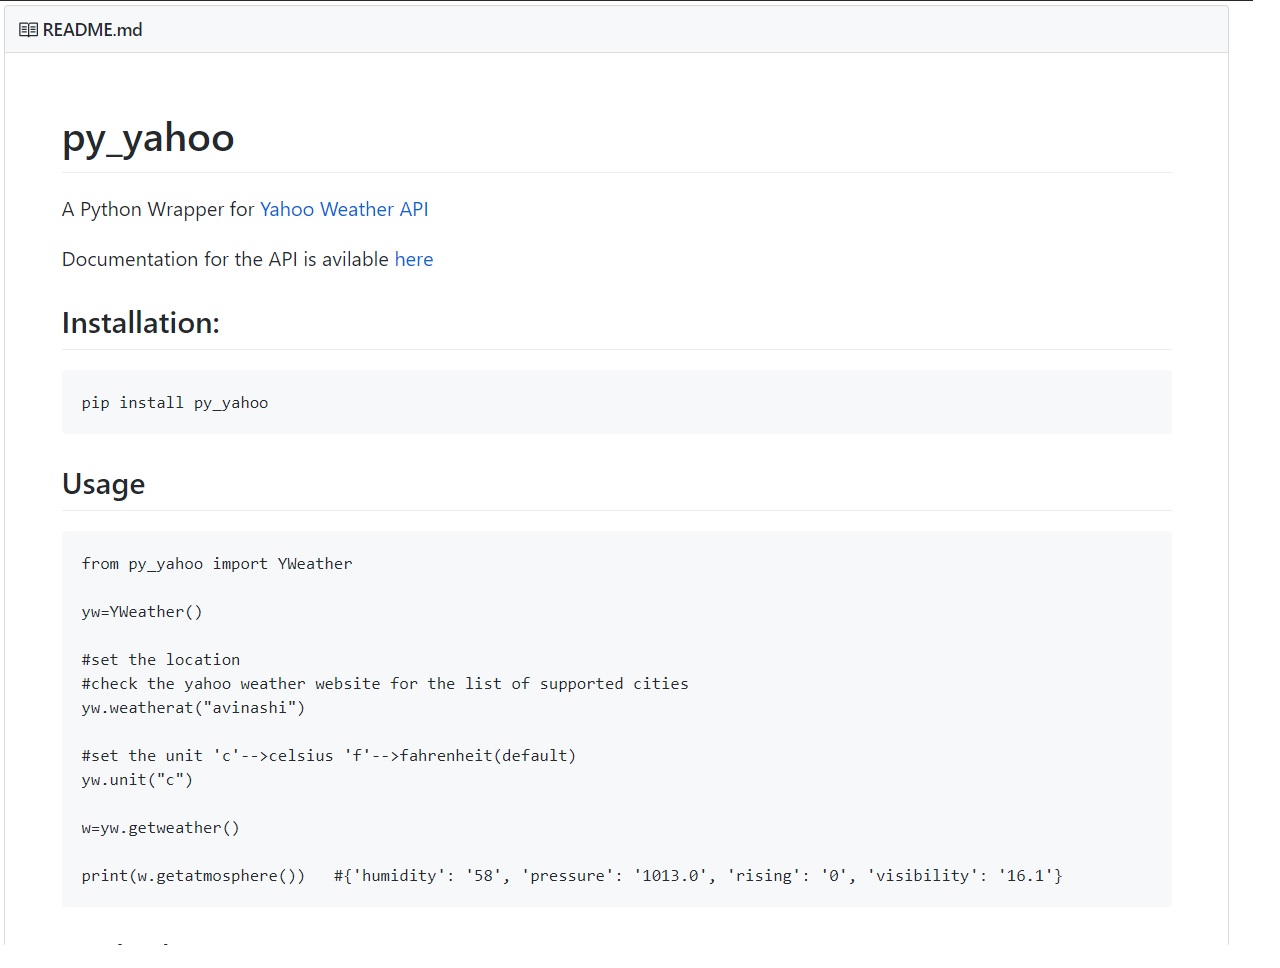 README.md
py_yahoo
A Python Wrapper for Yahoo Weather API
Documentation for the API is avilable here
Installation:
pip install py_yahoo
Usage
from py_yahoo import YWeather
yw=YWeather()
#set the location
#check the yahoo weather website for the list of supported cities
yw.weatherat("avinashi")
#set the unit 'c'-->celsius 'f'-->fahrenheit(default)
yw.unit("c")
w=yw.getweather()
print(w.getatmosphere())   #{'humidity': '58', 'pressure': '1013.0', 'rising': '0', 'visibility': '16.1'}